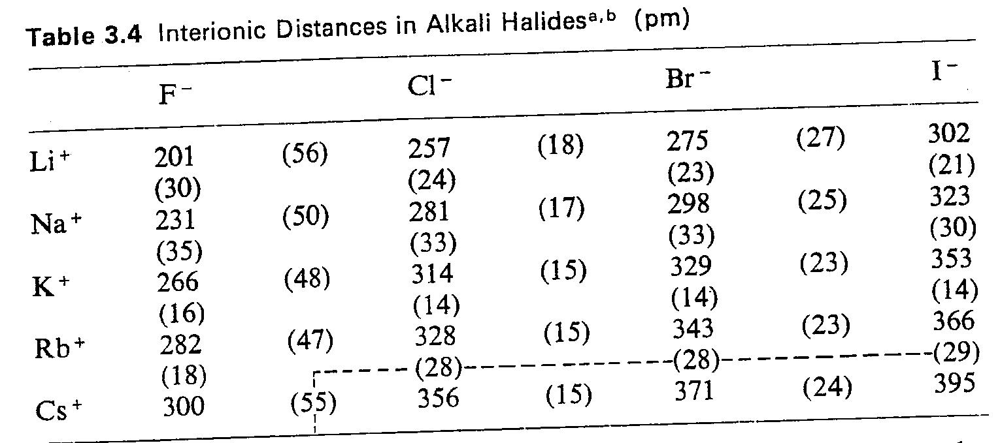 Table 3.4 Interionic Distances in Alkali Halidesa,b (pm)
F− Cl− Br− I−
Li+ 201 (56) 257 (18) 275 (27) 302
(30) (24) (23) (21)
Na+ 231 (50) 281 (17) 298 (25) 323
(35) (33) (33) (30)
K+ 266 (48) 314 (15) 329 (23) 353
(16) (14) (14) (14)
Rb+ 282 (47) 328 (15) 343 (23) 366
(18) (28) (28) (29)
Cs+ 300 (55) 356 (15) 371 (24) 395